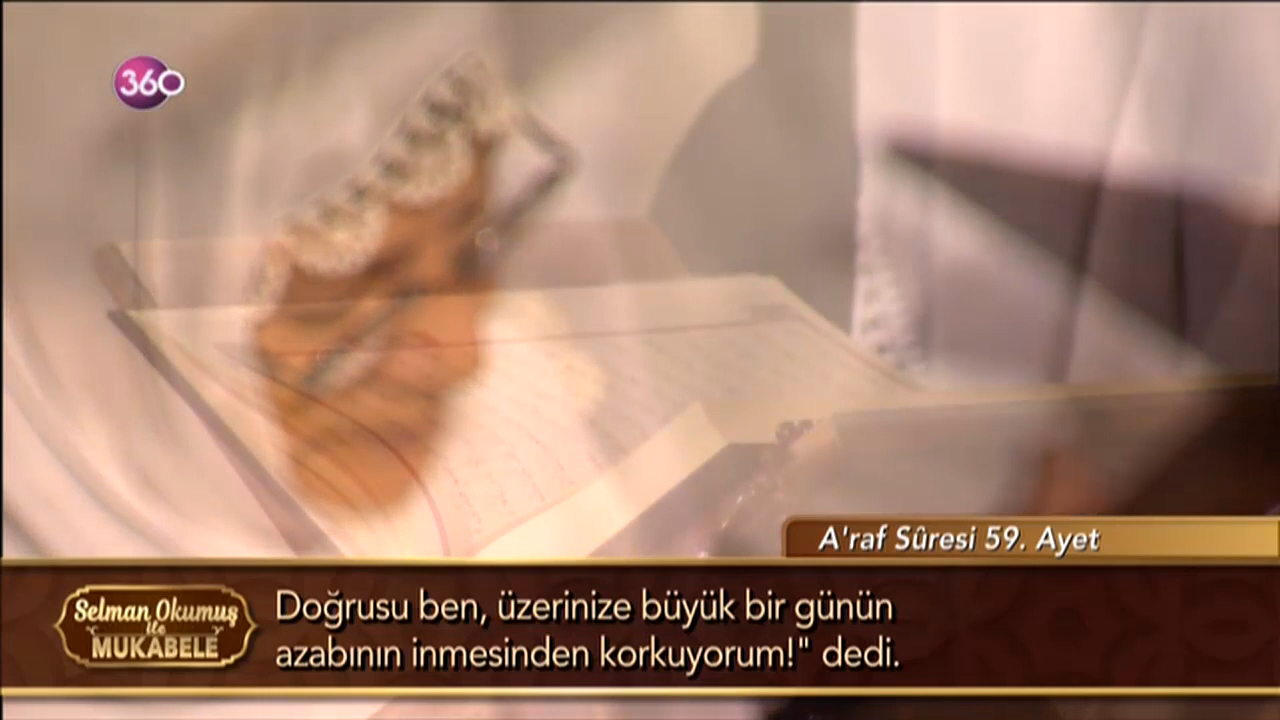 360
A'raf Sûresi 59. Ayet
Selman Okumuş
ile
MUKABELE
Doğrusu ben, üzerinize büyük bir günün
azabının inmesinden korkuyorum!" dedi.